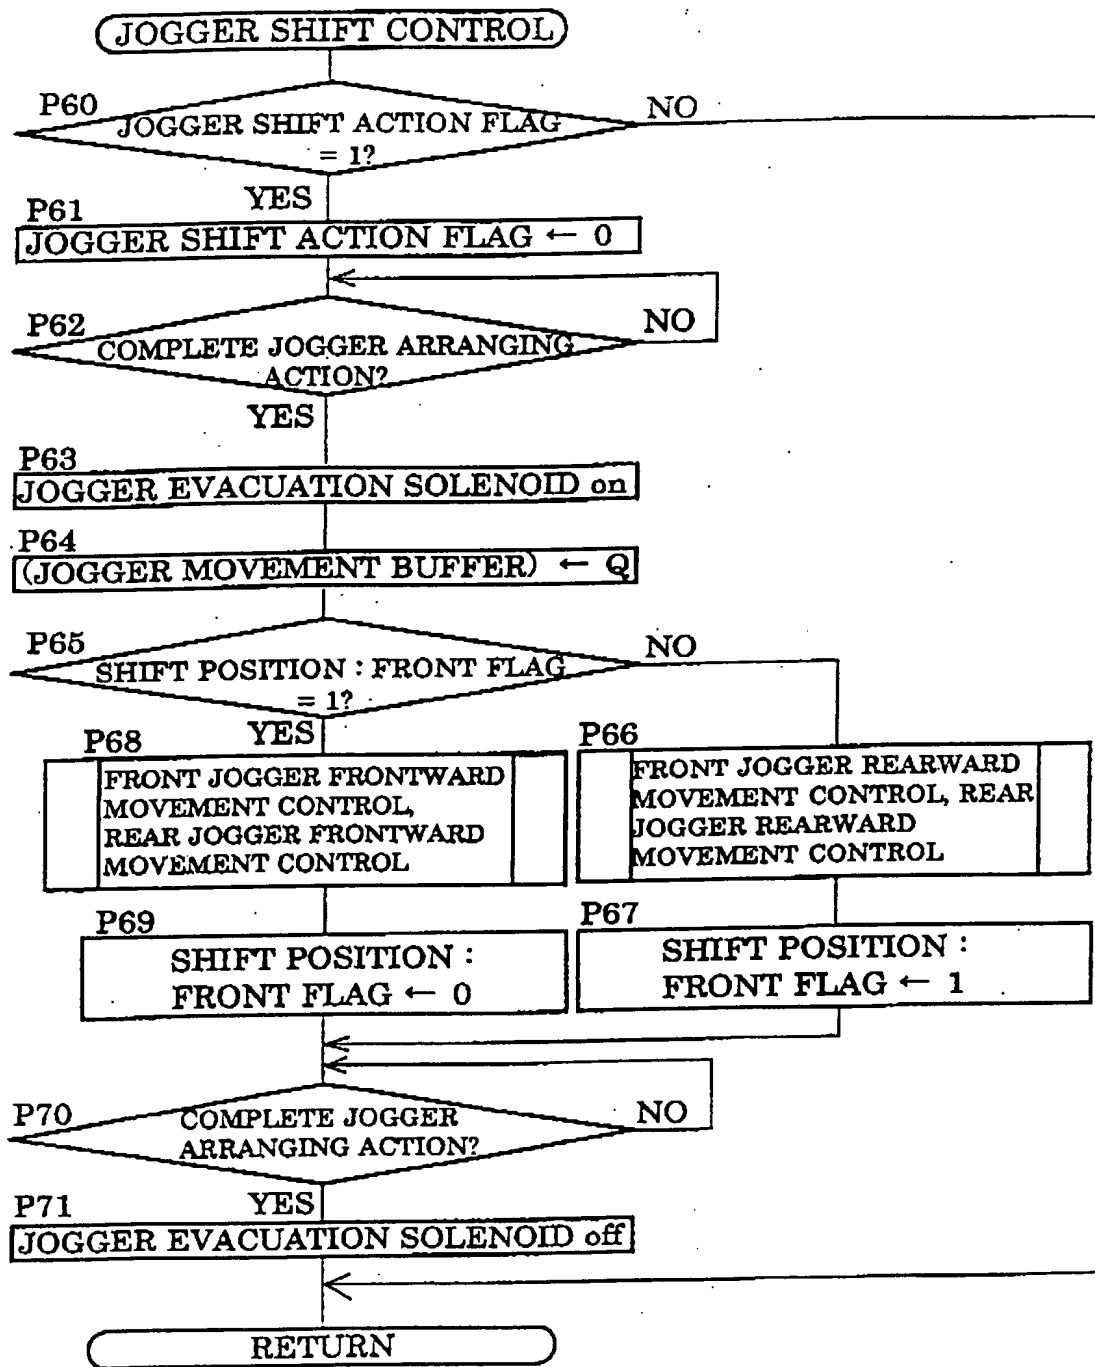 JOGGER SHIFT CONTROL
P60
NO
JOGGER SHIFT ACTION FLAG
= 1?
YES
P61
JOGGER SHIFT ACTION FLAG ← 0
P62
NO
COMPLETE JOGGER ARRANGING
ACTION?
YES
P63
JOGGER EVACUATION SOLENOID on
P64
(JOGGER MOVEMENT BUFFER) ← Q
P65
NO
SHIFT POSITION : FRONT FLAG
= 1?
YES
P68
FRONT JOGGER FRONTWARD
MOVEMENT CONTROL,
REAR JOGGER FRONTWARD
MOVEMENT CONTROL
P66
FRONT JOGGER REARWARD
MOVEMENT CONTROL, REAR
JOGGER REARWARD
MOVEMENT CONTROL
P69
SHIFT POSITION :
FRONT FLAG ← 0
P67
SHIFT POSITION :
FRONT FLAG ← 1
P70
NO
COMPLETE JOGGER
ARRANGING ACTION?
YES
P71
JOGGER EVACUATION SOLENOID off
RETURN